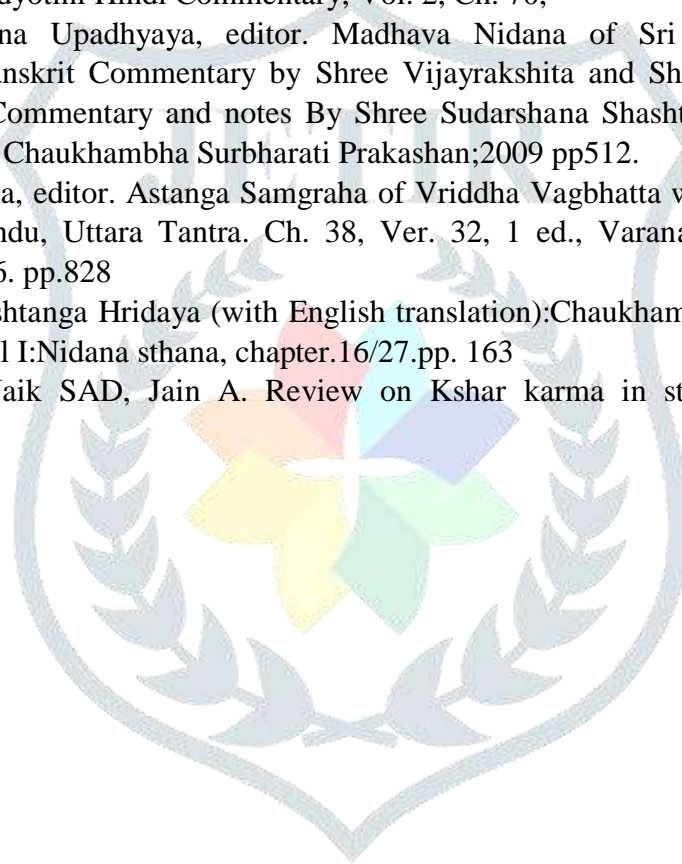 dyotini Hindi Commentary, Vol. 2, Ch. 70,
na Upadhyaya, editor. Madhava Nidana of Sri
anskrit Commentary by Shree Vijayrakshita and Sh
Commentary and notes By Shree Sudarshana Shasht
Chaukhambha Surbharati Prakashan;2009 pp512.
a, editor. Astanga Samgraha of Vriddha Vagbhatta w
ndu, Uttara Tantra. Ch. 38, Ver. 32, 1 ed., Varana
6. pp.828
shtanga Hridaya (with English translation):Chaukham
l I:Nidana sthana, chapter.16/27.pp. 163
Naik SAD, Jain A. Review on Kshar karma in st
JETIR